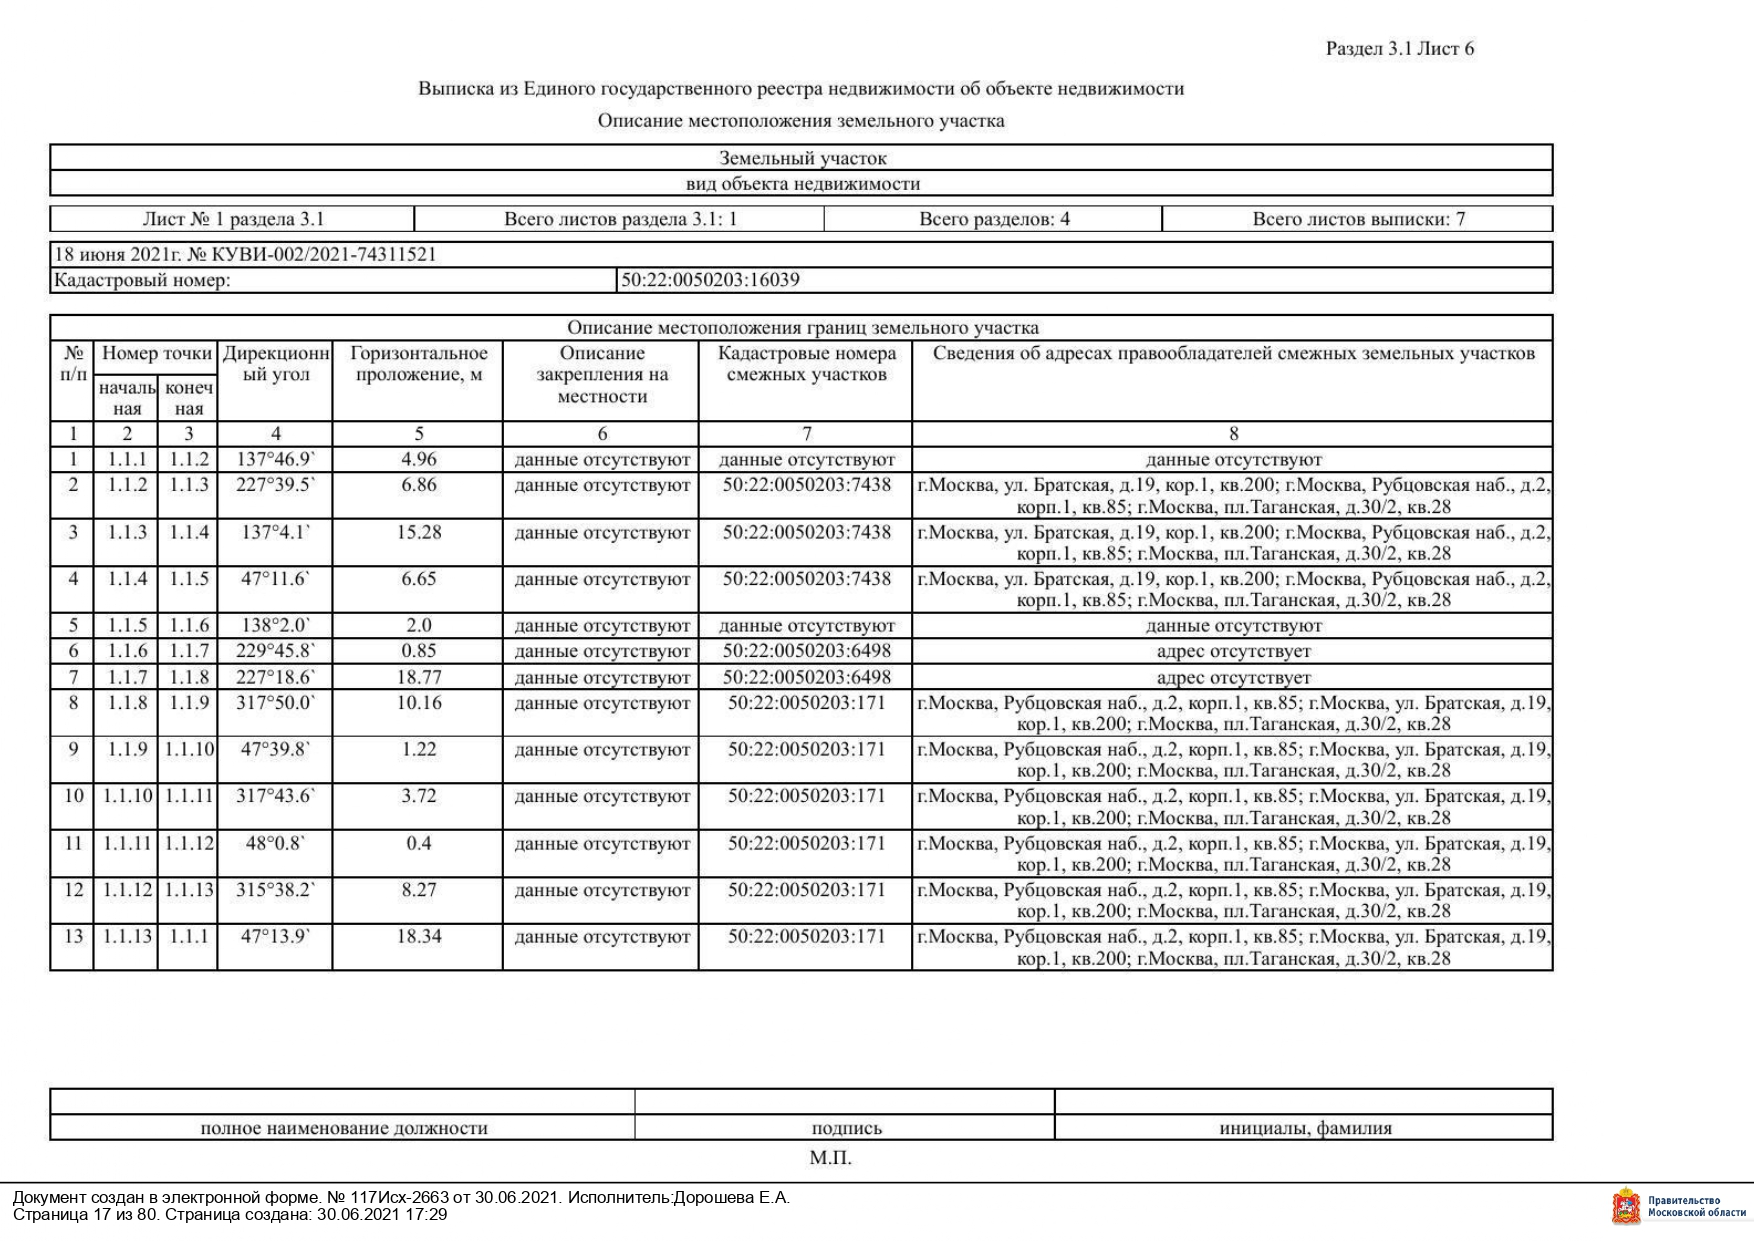 Раздел 3.1 Лист 6
Выписка из Единого государственного реестра недвижимости об объекте недвижимости
Описание местоположения земельного участка
Земельный участок
вид объекта недвижимости
Лист № 1 раздела 3.1 Всего листов раздела 3.1: 1 Всего разделов: 4 Всего листов выписки: 7
18 июня 2021г. № КУВИ-002/2021-74311521
Кадастровый номер: 50:22:0050203:16039
Описание местоположения границ земельного участка
№ Номер точки Дирекционн Горизонтальное Описание Кадастровые номера Сведения об адресах правообладателей смежных земельных участков
п/п ый угол проложение, м закрепления на смежных участков
началь конеч местности
ная ная
1 2 3 4 5 6 7 8
1 1.1.1 1.1.2 137°46.9` 4.96 данные отсутствуют данные отсутствуют данные отсутствуют
2 1.1.2 1.1.3 227°39.5` 6.86 данные отсутствуют 50:22:0050203:7438 г.Москва, ул. Братская, д.19, кор.1, кв.200; г.Москва, Рубцовская наб., д.2,
корп.1, кв.85; г.Москва, пл.Таганская, д.30/2, кв.28
3 1.1.3 1.1.4 137°4.1` 15.28 данные отсутствуют 50:22:0050203:7438 г.Москва, ул. Братская, д.19, кор.1, кв.200; г.Москва, Рубцовская наб., д.2,
корп.1, кв.85; г.Москва, пл.Таганская, д.30/2, кв.28
4 1.1.4 1.1.5 47°11.6` 6.65 данные отсутствуют 50:22:0050203:7438 г.Москва, ул. Братская, д.19, кор.1, кв.200; г.Москва, Рубцовская наб., д.2,
корп.1, кв.85; г.Москва, пл.Таганская, д.30/2, кв.28
5 1.1.5 1.1.6 138°2.0` 2.0 данные отсутствуют данные отсутствуют данные отсутствуют
6 1.1.6 1.1.7 229°45.8` 0.85 данные отсутствуют 50:22:0050203:6498 адрес отсутствует
7 1.1.7 1.1.8 227°18.6` 18.77 данные отсутствуют 50:22:0050203:6498 адрес отсутствует
8 1.1.8 1.1.9 317°50.0` 10.16 данные отсутствуют 50:22:0050203:171 г.Москва, Рубцовская наб., д.2, корп.1, кв.85; г.Москва, ул. Братская, д.19,
кор.1, кв.200; г.Москва, пл.Таганская, д.30/2, кв.28
9 1.1.9 1.1.10 47°39.8` 1.22 данные отсутствуют 50:22:0050203:171 г.Москва, Рубцовская наб., д.2, корп.1, кв.85; г.Москва, ул. Братская, д.19,
кор.1, кв.200; г.Москва, пл.Таганская, д.30/2, кв.28
10 1.1.10 1.1.11 317°43.6` 3.72 данные отсутствуют 50:22:0050203:171 г.Москва, Рубцовская наб., д.2, корп.1, кв.85; г.Москва, ул. Братская, д.19,
кор.1, кв.200; г.Москва, пл.Таганская, д.30/2, кв.28
11 1.1.11 1.1.12 48°0.8` 0.4 данные отсутствуют 50:22:0050203:171 г.Москва, Рубцовская наб., д.2, корп.1, кв.85; г.Москва, ул. Братская, д.19,
кор.1, кв.200; г.Москва, пл.Таганская, д.30/2, кв.28
12 1.1.12 1.1.13 315°38.2` 8.27 данные отсутствуют 50:22:0050203:171 г.Москва, Рубцовская наб., д.2, корп.1, кв.85; г.Москва, ул. Братская, д.19,
кор.1, кв.200; г.Москва, пл.Таганская, д.30/2, кв.28
13 1.1.13 1.1.1 47°13.9` 18.34 данные отсутствуют 50:22:0050203:171 г.Москва, Рубцовская наб., д.2, корп.1, кв.85; г.Москва, ул. Братская, д.19,
кор.1, кв.200; г.Москва, пл.Таганская, д.30/2, кв.28
полное наименование должности подпись инициалы, фамилия
М.П.
Документ создан в электронной форме. № 117Исх-2663 от 30.06.2021. Исполнитель:Дорошева Е.А.
Страница 17 из 80. Страница создана: 30.06.2021 17:29
Правительство
Московской области